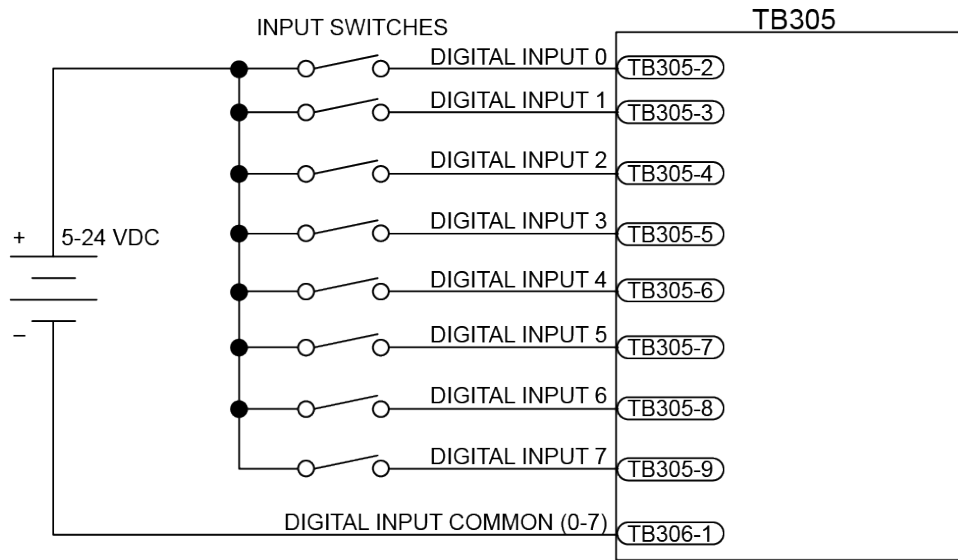 TB305
INPUT SWITCHES
DIGITAL INPUT 0 TB305-2
DIGITAL INPUT 1 TB305-3
DIGITAL INPUT 2 TB305-4
DIGITAL INPUT 3 TB305-5
+ 5-24 VDC
DIGITAL INPUT 4 TB305-6
–
DIGITAL INPUT 5 TB305-7
DIGITAL INPUT 6 TB305-8
DIGITAL INPUT 7 TB305-9
DIGITAL INPUT COMMON (0-7) TB306-1